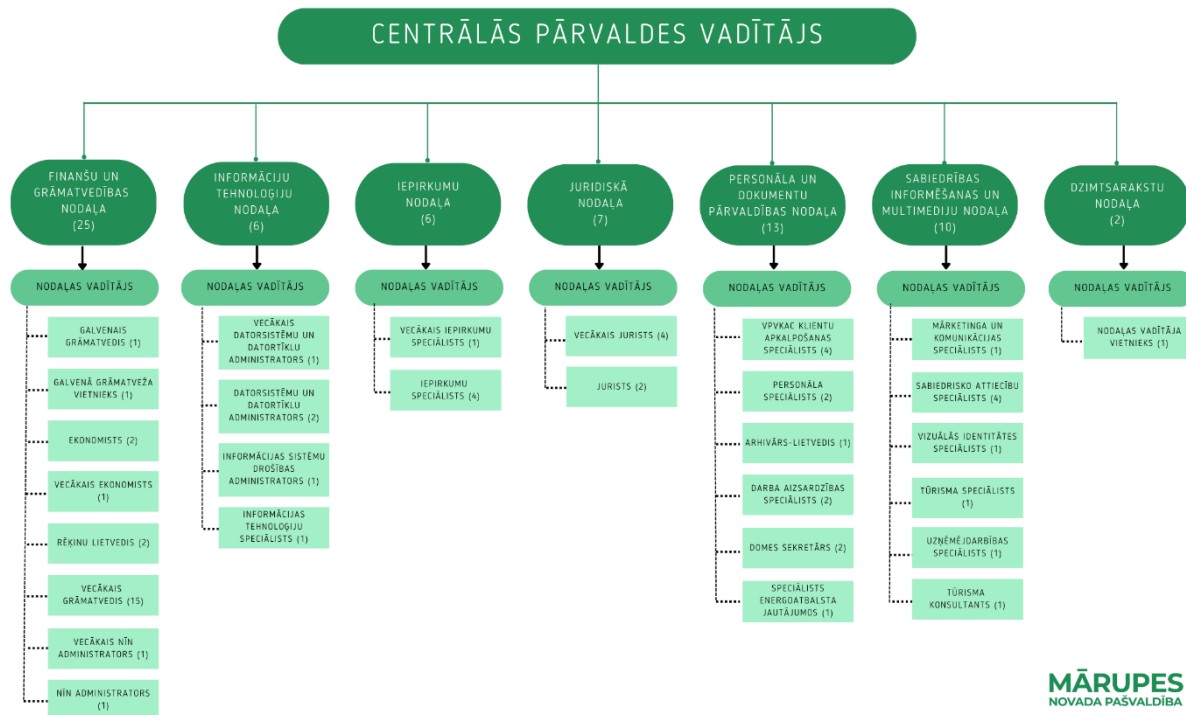 CENTRĀLĀS PĀRVALDES VADĪTĀJS
FINANŠU UN
GRĀMATVEDĪBAS
NODAĻA
(25)
NODAĻAS VADĪTĀJS
GALVENAIS
GRĀMATVEDIS (1)
GALVENĀ GRĀMATVEŽA
VIETNIEKS (1)
EKONOMISTS (2)
VECĀKAIS EKONOMISTS
(1)
RĒĶINU LIETVEDIS (2)
VECĀKAIS
GRĀMATVEDIS (15)
VECĀKAIS NĪN
ADMINISTRATORS (1)
NĪN ADMINISTRATORS
(1)
INFORMĀCIJU
TEHNOLOĢIJU
NODAĻA
(6)
NODAĻAS VADĪTĀJS
VECĀKAIS
DATORSISTĒMU UN
DATORTĪKLU
ADMINISTRATORS (1)
DATORSISTĒMU UN
DATORTĪKLU
ADMINISTRATORS (2)
INFORMĀCIJAS SISTĒMU
DROŠĪBAS
ADMINISTRATORS (1)
INFORMĀCIJAS
TEHNOLOĢIJU
SPECIĀLISTS (1)
IEPIRKUMU
NODAĻA
(6)
NODAĻAS VADĪTĀJS
VECĀKAIS IEPIRKUMU
SPECIĀLISTS (1)
IEPIRKUMU
SPECIĀLISTS (4)
JURIDISKĀ
NODAĻA
(7)
NODAĻAS VADĪTĀJS
VECĀKAIS JURISTS (4)
JURISTS (2)
PERSONĀLA UN
DOKUMENTU
PĀRVALDĪBAS NODAĻA
(13)
NODAĻAS VADĪTĀJS
VPVKAC KLIENTU
APKALPOŠANAS
SPECIĀLISTS (4)
PERSONĀLA
SPECIĀLISTS (2)
ARHIVĀRS-LIETVEDIS (1)
DARBA AIZSARDZĪBAS
SPECIĀLISTS (2)
DOMES SEKRETĀRS (2)
SPECIĀLISTS
ENERGOATBALSTA
JAUTĀJUMOS (1)
SABIEDRĪBAS
INFORMĒŠANAS UN
MULTIMEDIJU NODAĻA
(10)
NODAĻAS VADĪTĀJS
MĀRKETINGA UN
KOMUNIKĀCIJAS
SPECIĀLISTS (1)
SABIEDRISKO ATTIECĪBU
SPECIĀLISTS (4)
VIZUĀLĀS IDENTITĀTES
SPECIĀLISTS (1)
TŪRISMA SPECIĀLISTS
(1)
UZŅĒMĒJDARBĪBAS
SPECIĀLISTS (1)
TŪRISMA
KONSULTANTS (1)
DZIMTSARAKSTU
NODAĻA
(2)
NODAĻAS VADĪTĀJS
NODAĻAS VADĪTĀJA
VIETNIEKS (1)
MĀRUPES
NOVADA PAŠVALDĪBA